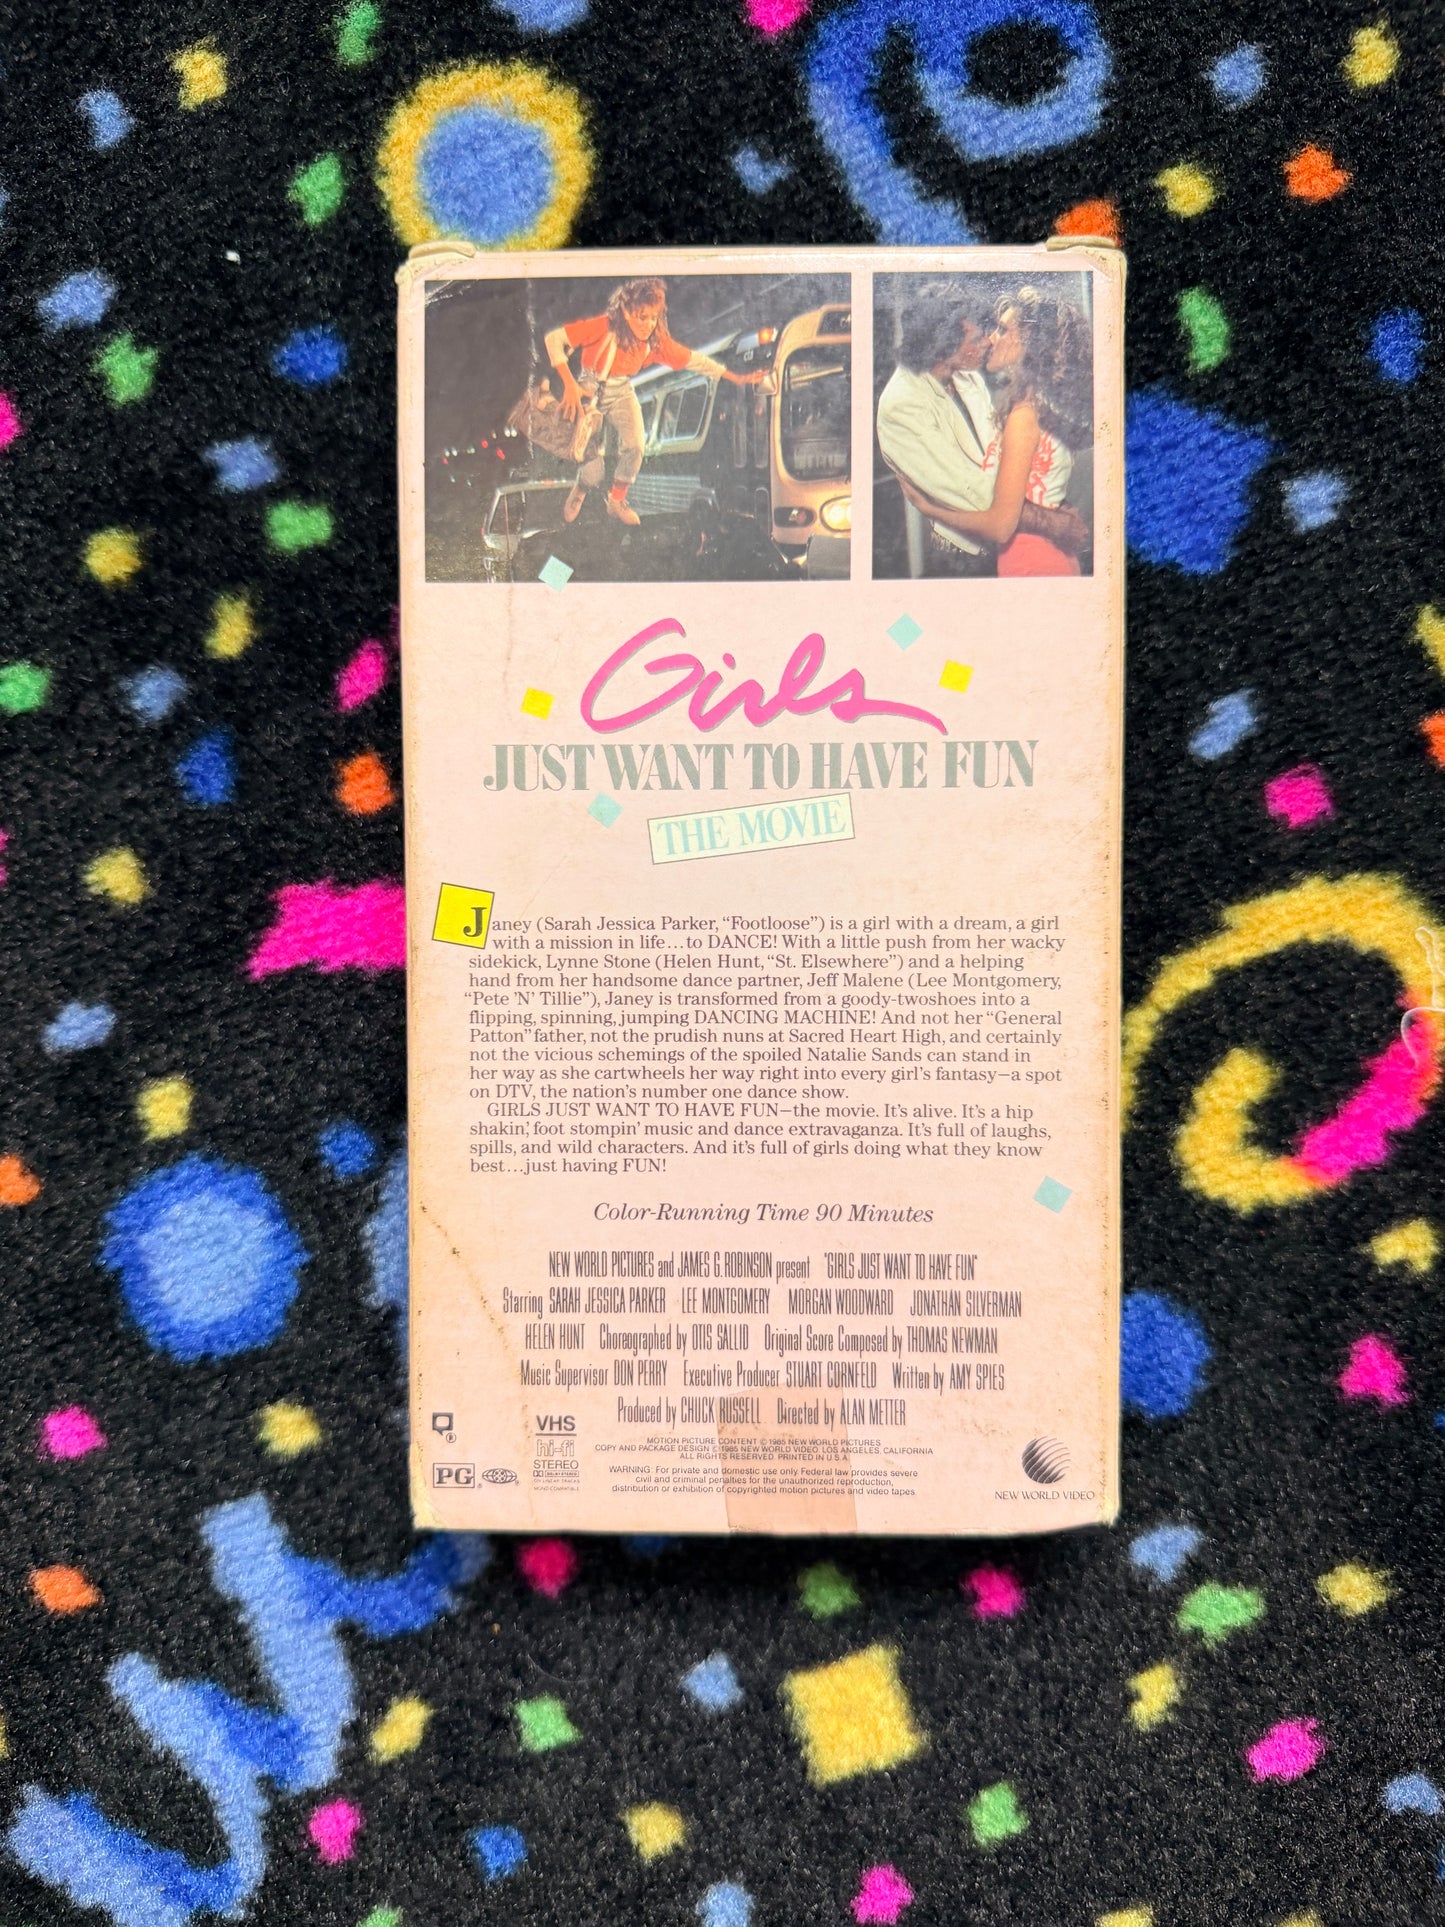 Girls
JUST WANT TO HAVE FUN
THE MOVIE
Janey (Sarah Jessica Parker, “Footloose”) is a girl with a dream, a girl
with a mission in life...to DANCE! With a little push from her wacky
sidekick, Lynne Stone (Helen Hunt, “St. Elsewhere”) and a helping
hand from her handsome dance partner, Jeff Malene (Lee Montgomery,
“Pete ’N’ Tillie”), Janey is transformed from a goody-twoshoes into a
flipping, spinning, jumping DANCING MACHINE! And not her “General
Patton” father, not the prudish nuns at Sacred Heart High, and certainly
not the vicious schemings of the spoiled Natalie Sands can stand in
her way as she cartwheels her way right into every girl’s fantasy—a spot
on DTV, the nation’s number one dance show.
GIRLS JUST WANT TO HAVE FUN—the movie. It’s alive. It’s a hip
shakin’, foot stompin’ music and dance extravaganza. It’s full of laughs,
spills, and wild characters. And it’s full of girls doing what they know
best...just having FUN!
Color-Running Time 90 Minutes
NEW WORLD PICTURES and JAMES G. ROBINSON present "GIRLS JUST WANT TO HAVE FUN"
Starring SARAH JESSICA PARKER LEE MONTGOMERY MORGAN WOODWARD JONATHAN SILVERMAN
HELEN HUNT Choreographed by OTIS SALLID Original Score Composed by THOMAS NEWMAN
Music Supervisor DON PERRY Executive Producer STUART CORNFELD Written by AMY SPIES
Produced by CHUCK RUSSELL Directed by ALAN METTER
MOTION PICTURE CONTENT © 1985 NEW WORLD PICTURES
COPY AND PACKAGE DESIGN © 1985 NEW WORLD VIDEO. LOS ANGELES, CALIFORNIA
ALL RIGHTS RESERVED. PRINTED IN U.S.A.
WARNING: For private and domestic use only. Federal law provides severe
civil and criminal penalties for the unauthorized reproduction,
distribution or exhibition of copyrighted motion pictures and video tapes.
VHS
hi-fi
STEREO
DOLBY STEREO
ON LINEAR TRACKS
MONO COMPATIBLE
PG
®
NEW WORLD VIDEO